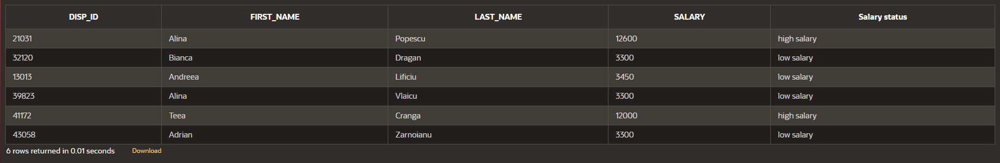 DISP_ID FIRST_NAME LAST_NAME SALARY Salary status
21031 Alina Popescu 12600 high salary
32120 Bianca Dragan 3300 low salary
13013 Andreea Lificiu 3450 low salary
39823 Alina Vlaicu 3300 low salary
41172 Teea Cranga 12000 high salary
43058 Adrian Zarnoianu 3300 low salary
6 rows returned in 0.01 seconds Download